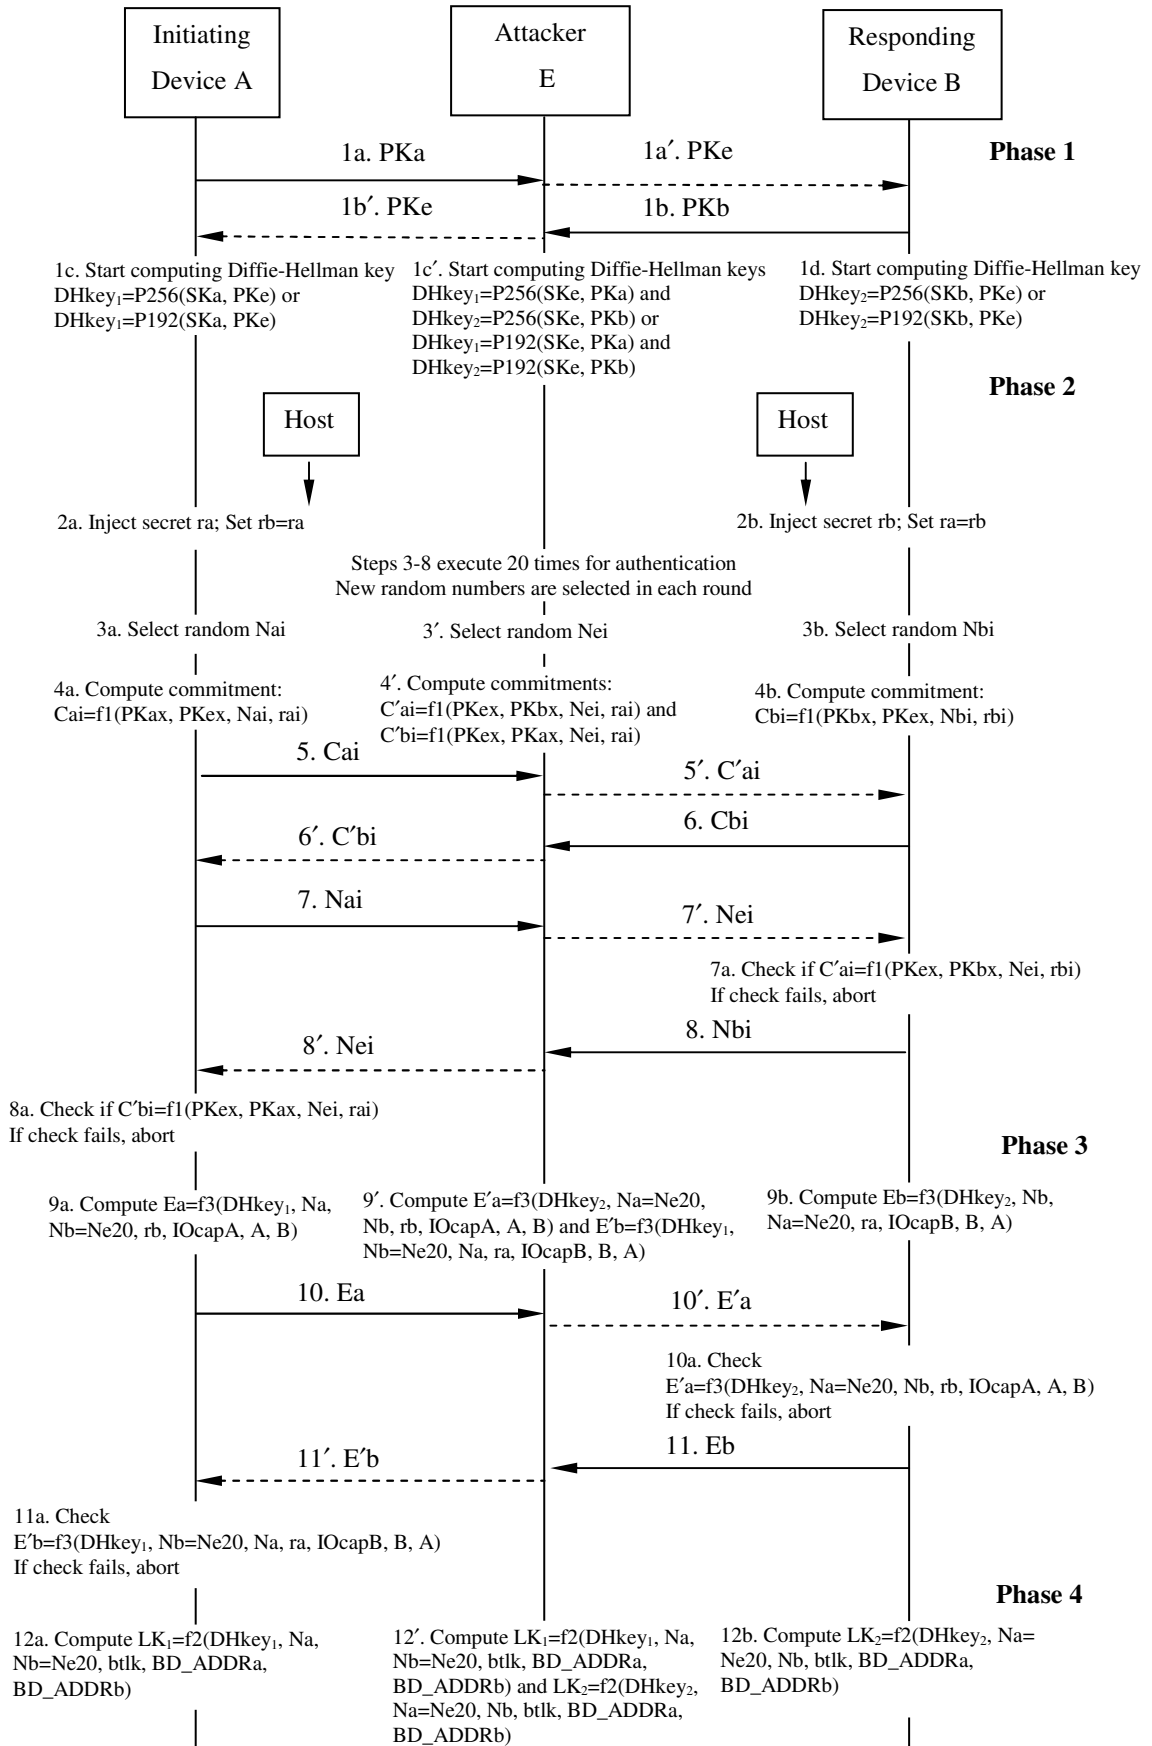 Initiating
Device A
Attacker
E
Responding
Device B
Phase 1
1a. PKa
1a′. PKe
1b′. PKe
1b. PKb
1c. Start computing Diffie-Hellman key
DHkey₁=P256(SKa, PKe) or
DHkey₁=P192(SKa, PKe)
1c′. Start computing Diffie-Hellman keys
DHkey₁=P256(SKe, PKa) and
DHkey₂=P256(SKe, PKb) or
DHkey₁=P192(SKe, PKa) and
DHkey₂=P192(SKe, PKb)
1d. Start computing Diffie-Hellman key
DHkey₂=P256(SKb, PKe) or
DHkey₂=P192(SKb, PKe)
Phase 2
Host
Host
2a. Inject secret ra; Set rb=ra
2b. Inject secret rb; Set ra=rb
Steps 3-8 execute 20 times for authentication
New random numbers are selected in each round
3a. Select random Nai
3′. Select random Nei
3b. Select random Nbi
4a. Compute commitment:
Cai=f1(PKax, PKex, Nai, rai)
4′. Compute commitments:
C′ai=f1(PKex, PKbx, Nei, rai) and
C′bi=f1(PKex, PKax, Nei, rai)
4b. Compute commitment:
Cbi=f1(PKbx, PKex, Nbi, rbi)
5. Cai
5′. C′ai
6′. C′bi
6. Cbi
7. Nai
7′. Nei
7a. Check if C′ai=f1(PKex, PKbx, Nei, rbi)
If check fails, abort
8′. Nei
8. Nbi
8a. Check if C′bi=f1(PKex, PKax, Nei, rai)
If check fails, abort
Phase 3
9a. Compute Ea=f3(DHkey₁, Na,
Nb=Ne20, rb, IOcapA, A, B)
9′. Compute E′a=f3(DHkey₂, Na=Ne20,
Nb, rb, IOcapA, A, B) and E′b=f3(DHkey₁,
Nb=Ne20, Na, ra, IOcapB, B, A)
9b. Compute Eb=f3(DHkey₂, Nb,
Na=Ne20, ra, IOcapB, B, A)
10. Ea
10′. E′a
10a. Check
E′a=f3(DHkey₂, Na=Ne20, Nb, rb, IOcapA, A, B)
If check fails, abort
11′. E′b
11. Eb
11a. Check
E′b=f3(DHkey₁, Nb=Ne20, Na, ra, IOcapB, B, A)
If check fails, abort
Phase 4
12a. Compute LK₁=f2(DHkey₁, Na,
Nb=Ne20, btlk, BD_ADDRa,
BD_ADDRb)
12′. Compute LK₁=f2(DHkey₁, Na,
Nb=Ne20, btlk, BD_ADDRa,
BD_ADDRb) and LK₂=f2(DHkey₂,
Na=Ne20, Nb, btlk, BD_ADDRa,
BD_ADDRb)
12b. Compute LK₂=f2(DHkey₂, Na=
Ne20, Nb, btlk, BD_ADDRa,
BD_ADDRb)